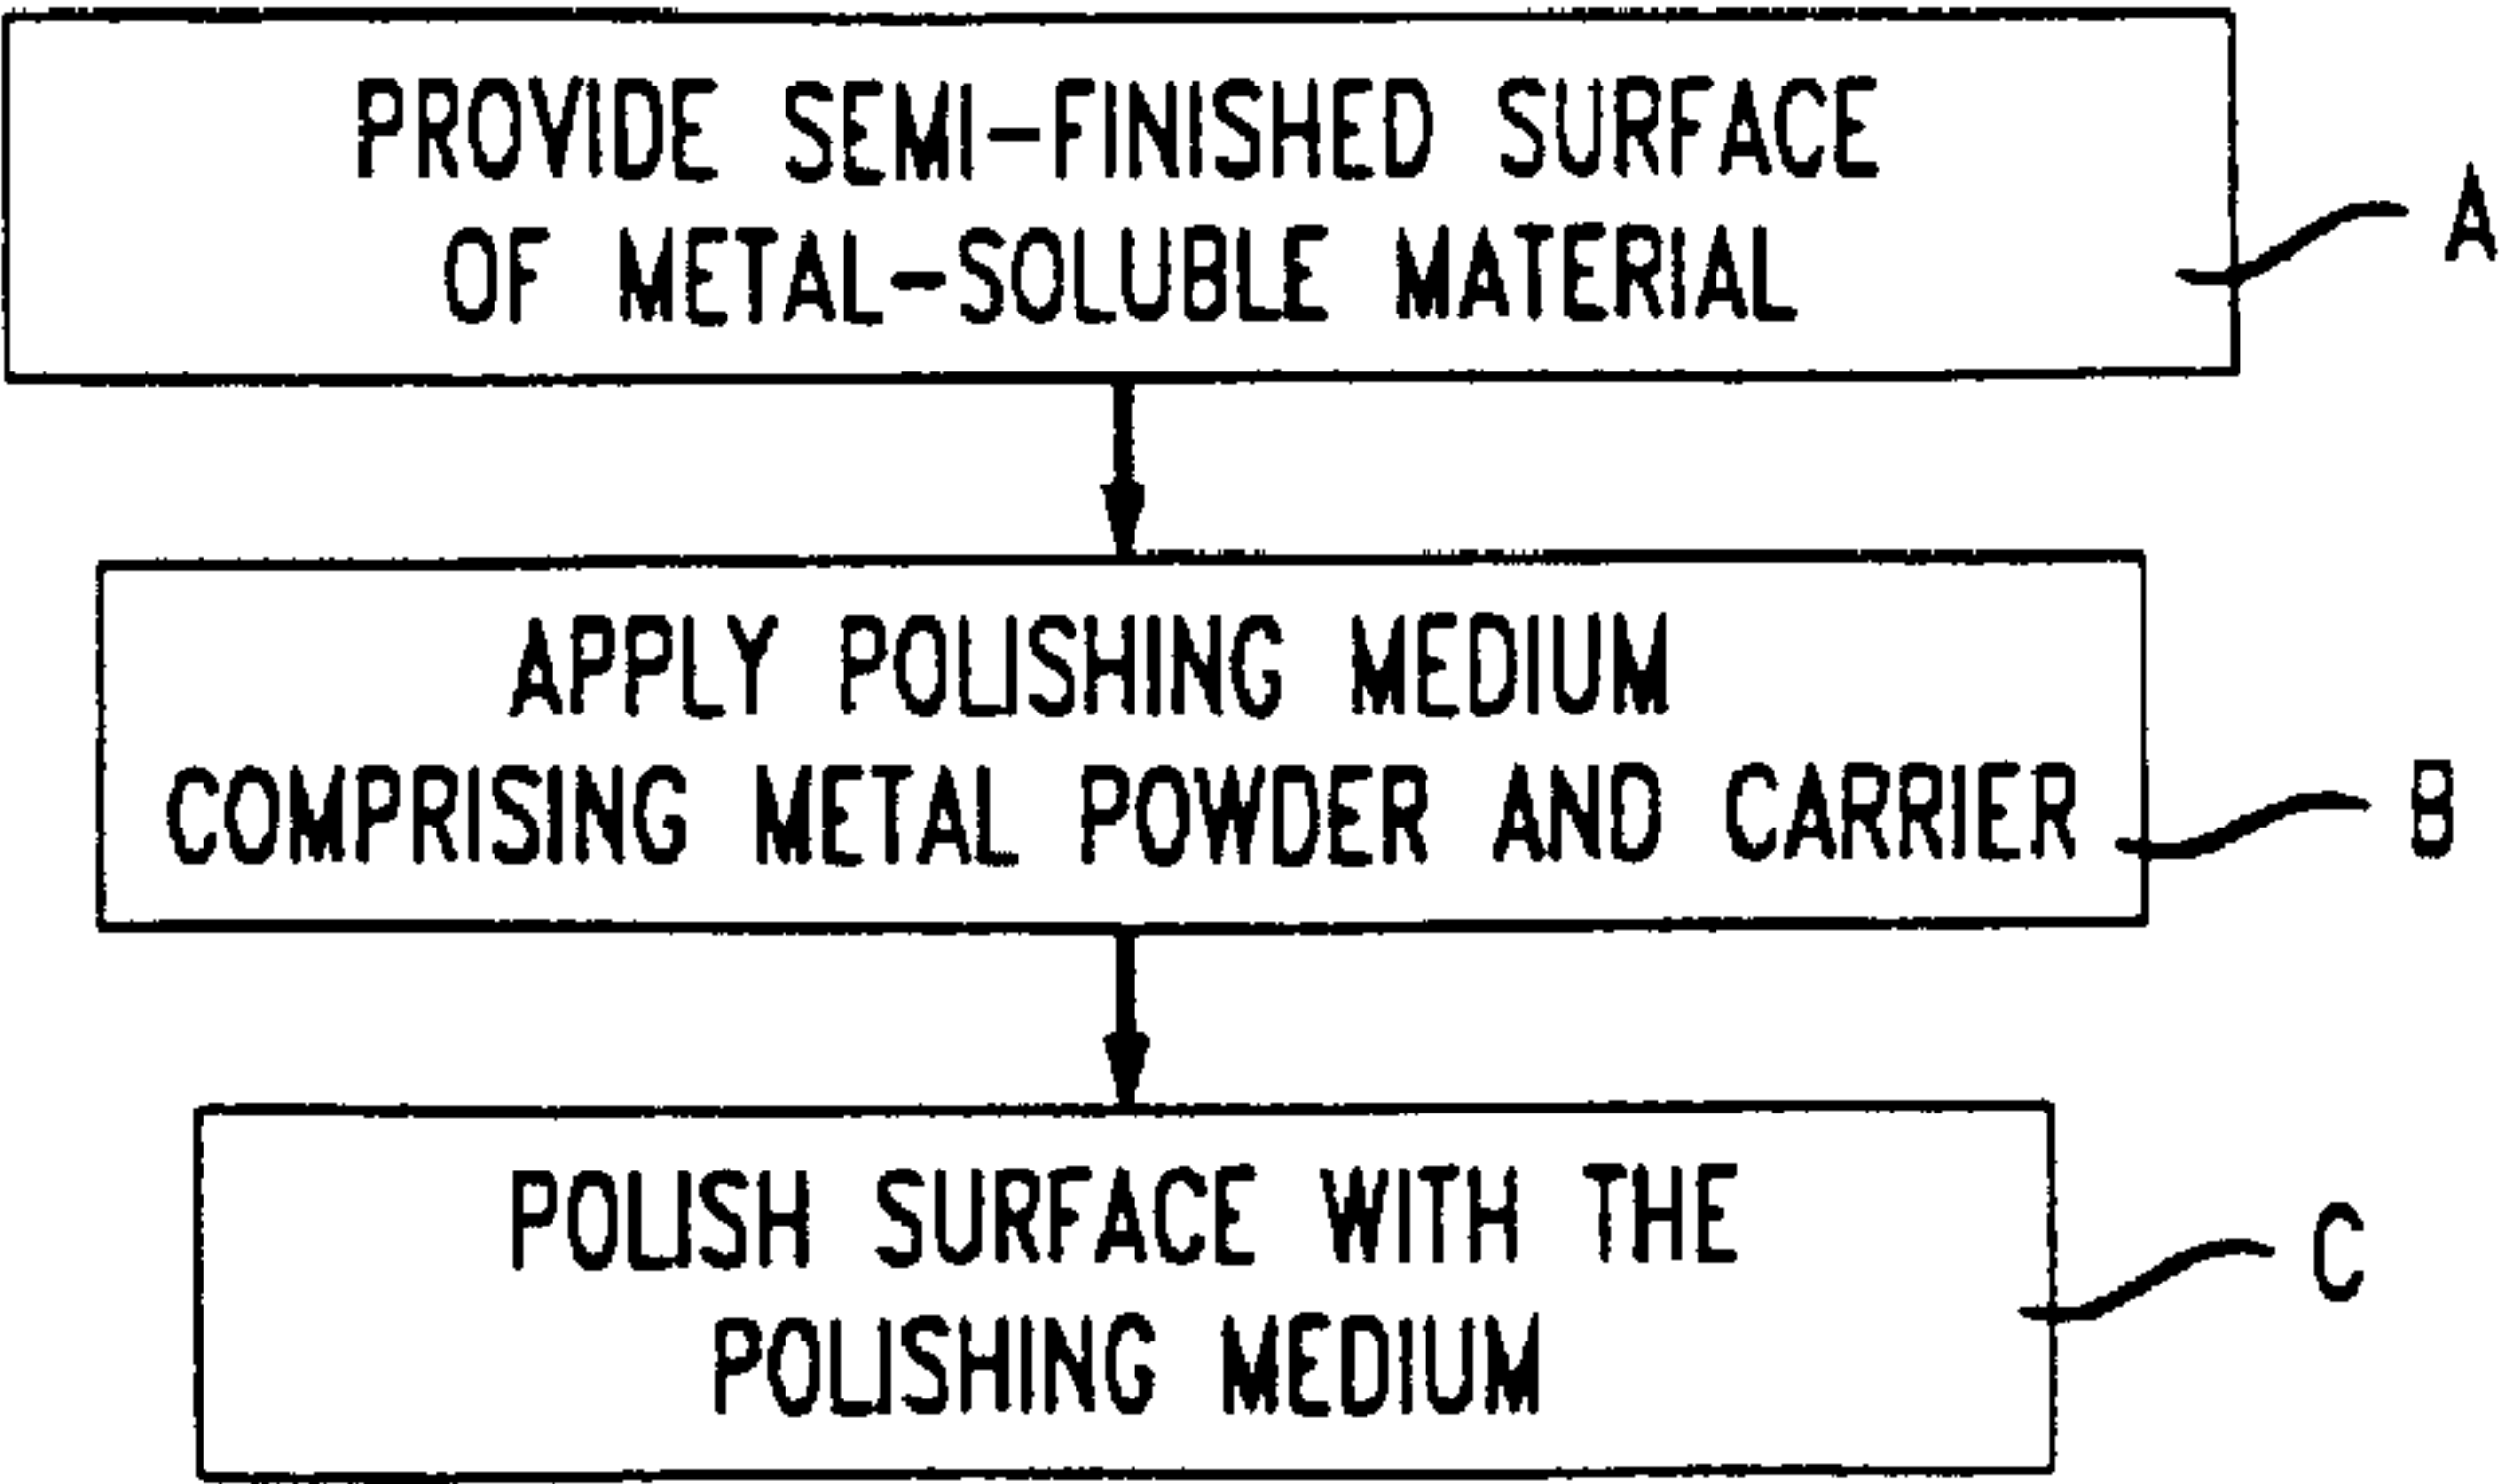 PROVIDE SEMI-FINISHED SURFACE
OF METAL-SOLUBLE MATERIAL
A
APPLY POLISHING MEDIUM
COMPRISING METAL POWDER AND CARRIER
B
POLISH SURFACE WITH THE
POLISHING MEDIUM
C